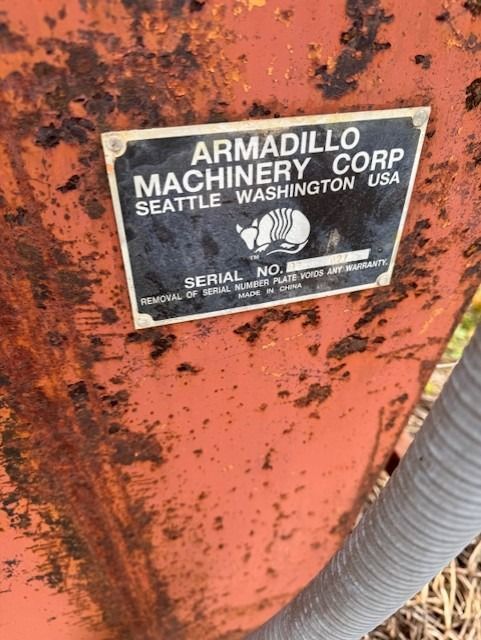 ARMADILLO
MACHINERY CORP
SEATTLE WASHINGTON USA
TM
SERIAL NO.
REMOVAL OF SERIAL NUMBER PLATE VOIDS ANY WARRANTY.
MADE IN CHINA